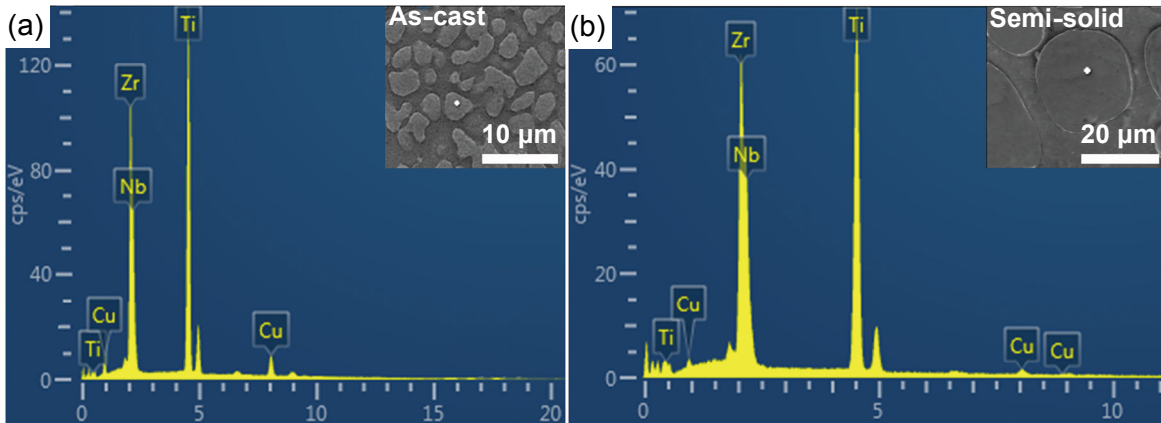 (a)
As-cast
10 µm
Ti
Zr
Nb
Cu
Ti
Cu
cps/eV
120
80
40
0
0
5
10
15
20
(b)
Semi-solid
20 µm
Ti
Zr
Nb
Cu
Ti
Cu
Cu
cps/eV
60
40
20
0
0
5
10